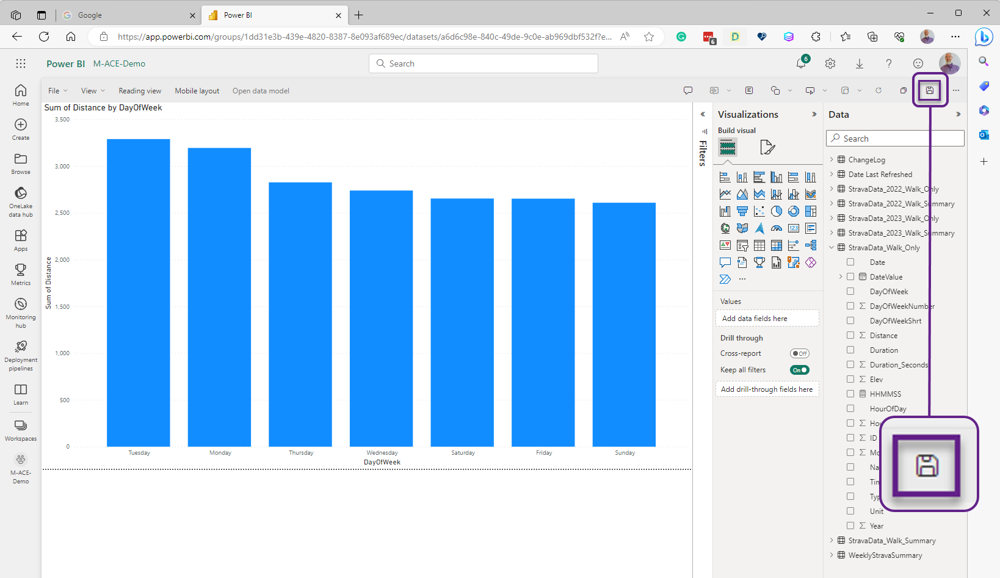 Google
Power BI
https://app.powerbi.com/groups/1dd31e3b-439e-4820-8387-8e093af689ec/datasets/a6d6c98e-840c-49de-9c0e-ab969dbf532f?e...
6
Power BI M-ACE-Demo
Search
6
File View Reading view Mobile layout Open data model
Home
Create
Browse
OneLake
data hub
Apps
Metrics
Monitoring
hub
Deployment
pipelines
Learn
Workspaces
M-ACE-
Demo
Sum of Distance by DayOfWeek
3,500
3,000
2,500
2,000
1,500
1,000
500
0
Sum of Distance
Tuesday Monday Thursday Wednesday Saturday Friday Sunday
DayOfWeek
Filters
Visualizations
Build visual
123
Values
Add data fields here
Drill through
Cross-report Off
Keep all filters On
Add drill-through fields here
Data
Search
ChangeLog
Date Last Refreshed
StravaData_2022_Walk_Only
StravaData_2022_Walk_Summary
StravaData_2023_Walk_Only
StravaData_2023_Walk_Summary
StravaData_Walk_Only
Date
DateValue
DayOfWeek
DayOfWeekNumber
DayOfWeekShrt
Distance
Duration
Duration_Seconds
Elev
HHMMSS
HourOfDay
Ho
ID
Mo
Na
Tim
Typ
Unit
Year
StravaData_Walk_Summary
WeeklyStravaSummary